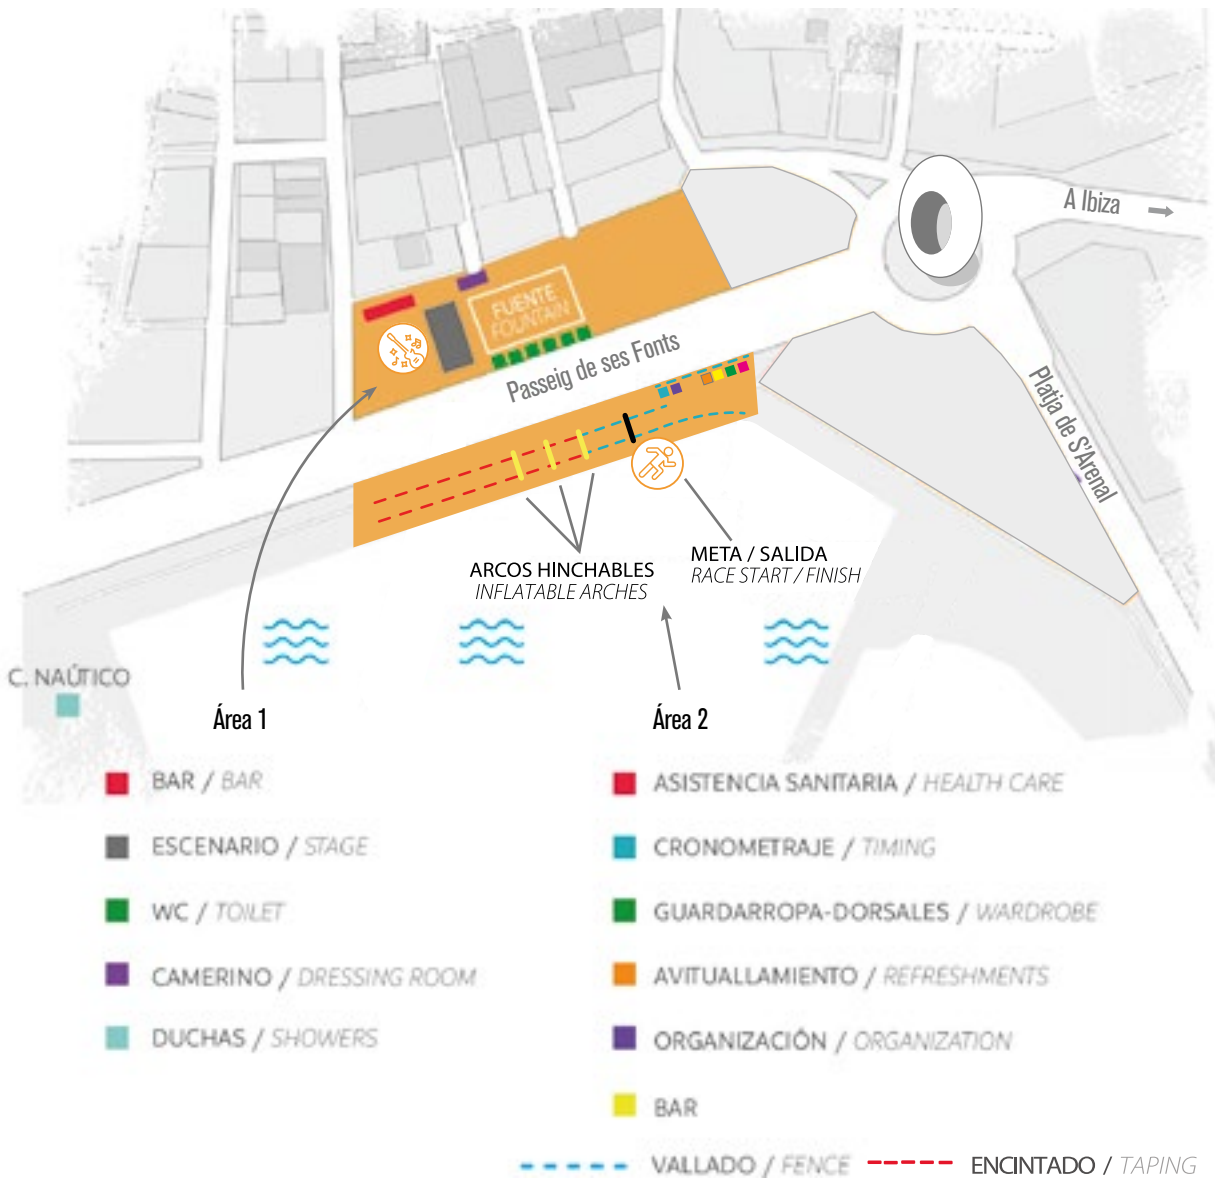 A Ibiza
FUENTE
FOUNTAIN
Passeig de ses Fonts
Platja de S'Arenal
ARCOS HINCHABLES
INFLATABLE ARCHES
META / SALIDA
RACE START / FINISH
C. NAÚTICO
Área 1
BAR / BAR
ESCENARIO / STAGE
WC / TOILET
CAMERINO / DRESSING ROOM
DUCHAS / SHOWERS
Área 2
ASISTENCIA SANITARIA / HEALTH CARE
CRONOMETRAJE / TIMING
GUARDARROPA-DORSALES / WARDROBE
AVITUALLAMIENTO / REFRESHMENTS
ORGANIZACIÓN / ORGANIZATION
BAR
VALLADO / FENCE
ENCINTADO / TAPING